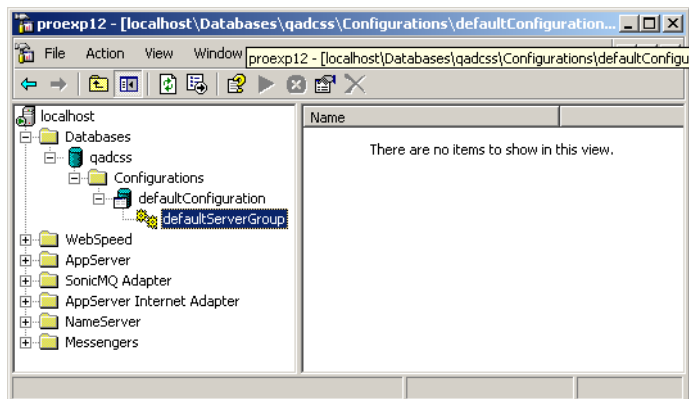 proexp12 - [localhost\Databases\qadcss\Configurations\defaultConfiguration...
File Action View Window
proexp12 - [localhost\Databases\qadcss\Configurations\defaultConfigu
localhost
Databases
qadcss
Configurations
defaultConfiguration
defaultServerGroup
WebSpeed
AppServer
SonicMQ Adapter
AppServer Internet Adapter
NameServer
Messengers
Name
There are no items to show in this view.